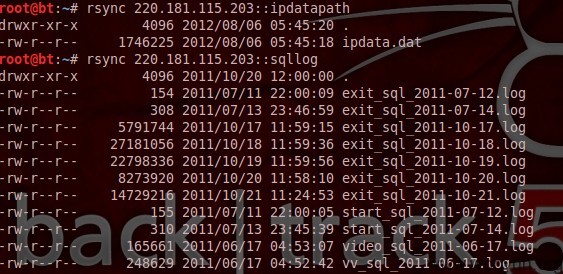 root@bt:~# rsync 220.181.115.203::ipdatapath
drwxr-xr-x 4096 2012/08/06 05:45:20 .
-rw-r--r-- 1746225 2012/08/06 05:45:18 ipdata.dat
root@bt:~# rsync 220.181.115.203::sqllog
drwxr-xr-x 4096 2011/10/20 12:00:00 .
-rw-r--r-- 154 2011/07/11 22:00:09 exit_sql_2011-07-12.log
-rw-r--r-- 308 2011/07/13 23:46:59 exit_sql_2011-07-14.log
-rw-r--r-- 5791744 2011/10/17 11:59:15 exit_sql_2011-10-17.log
-rw-r--r-- 27181056 2011/10/18 11:59:36 exit_sql_2011-10-18.log
-rw-r--r-- 22798336 2011/10/19 11:59:56 exit_sql_2011-10-19.log
-rw-r--r-- 8273920 2011/10/20 11:58:10 exit_sql_2011-10-20.log
-rw-r--r-- 14729216 2011/10/21 11:24:53 exit_sql_2011-10-21.log
-rw-r--r-- 155 2011/07/11 22:00:05 start_sql_2011-07-12.log
-rw-r--r-- 310 2011/07/13 23:45:39 start_sql_2011-07-14.log
-rw-r--r-- 165661 2011/06/17 04:53:07 video_sql_2011-06-17.log
-rw-r--r-- 248629 2011/06/17 04:52:42 vv_sql_2011-06-17.log
back | track 5